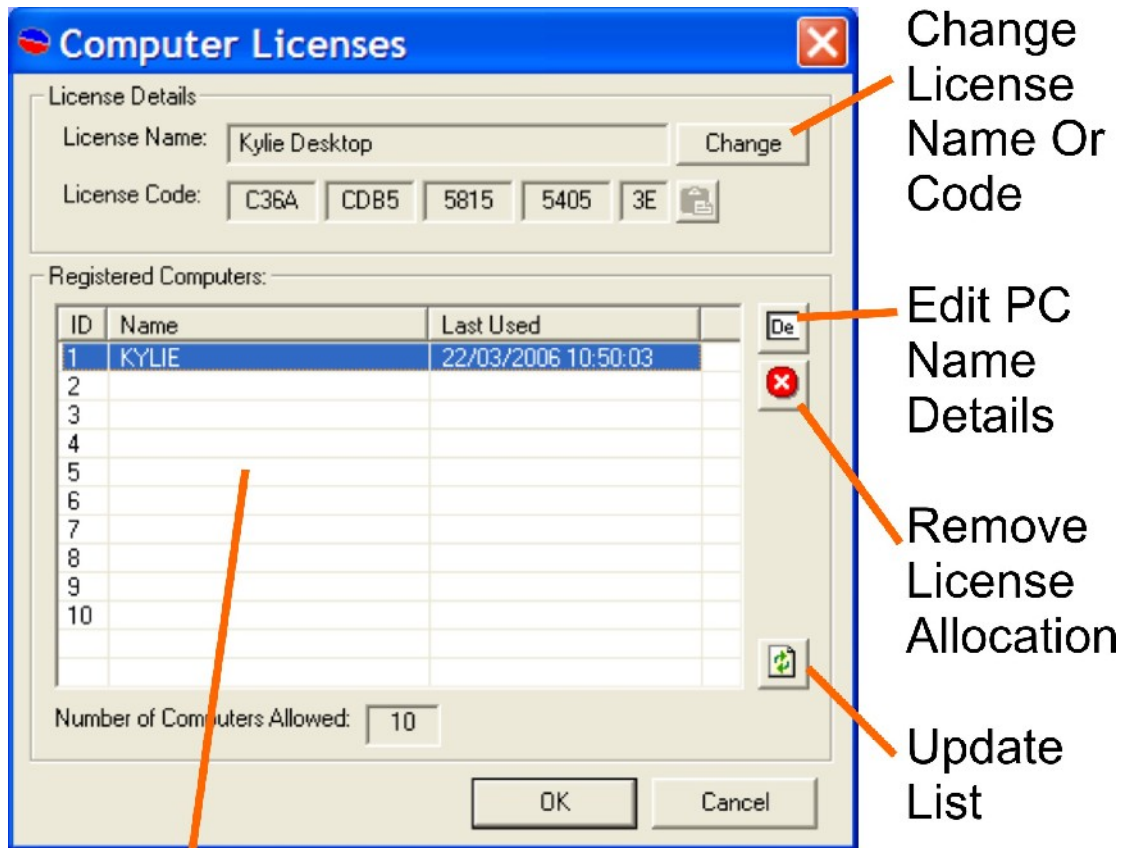 Computer Licenses
License Details
License Name: Kylie Desktop Change
License Code: C36A CDB5 5815 5405 3E
Registered Computers:
ID Name Last Used
De
1 KYLIE 22/03/2006 10:50:03
2
3
4
5
6
7
8
9
10
Number of Computers Allowed: 10
OK Cancel
Change
License
Name Or
Code
Edit PC
Name
Details
Remove
License
Allocation
Update
List